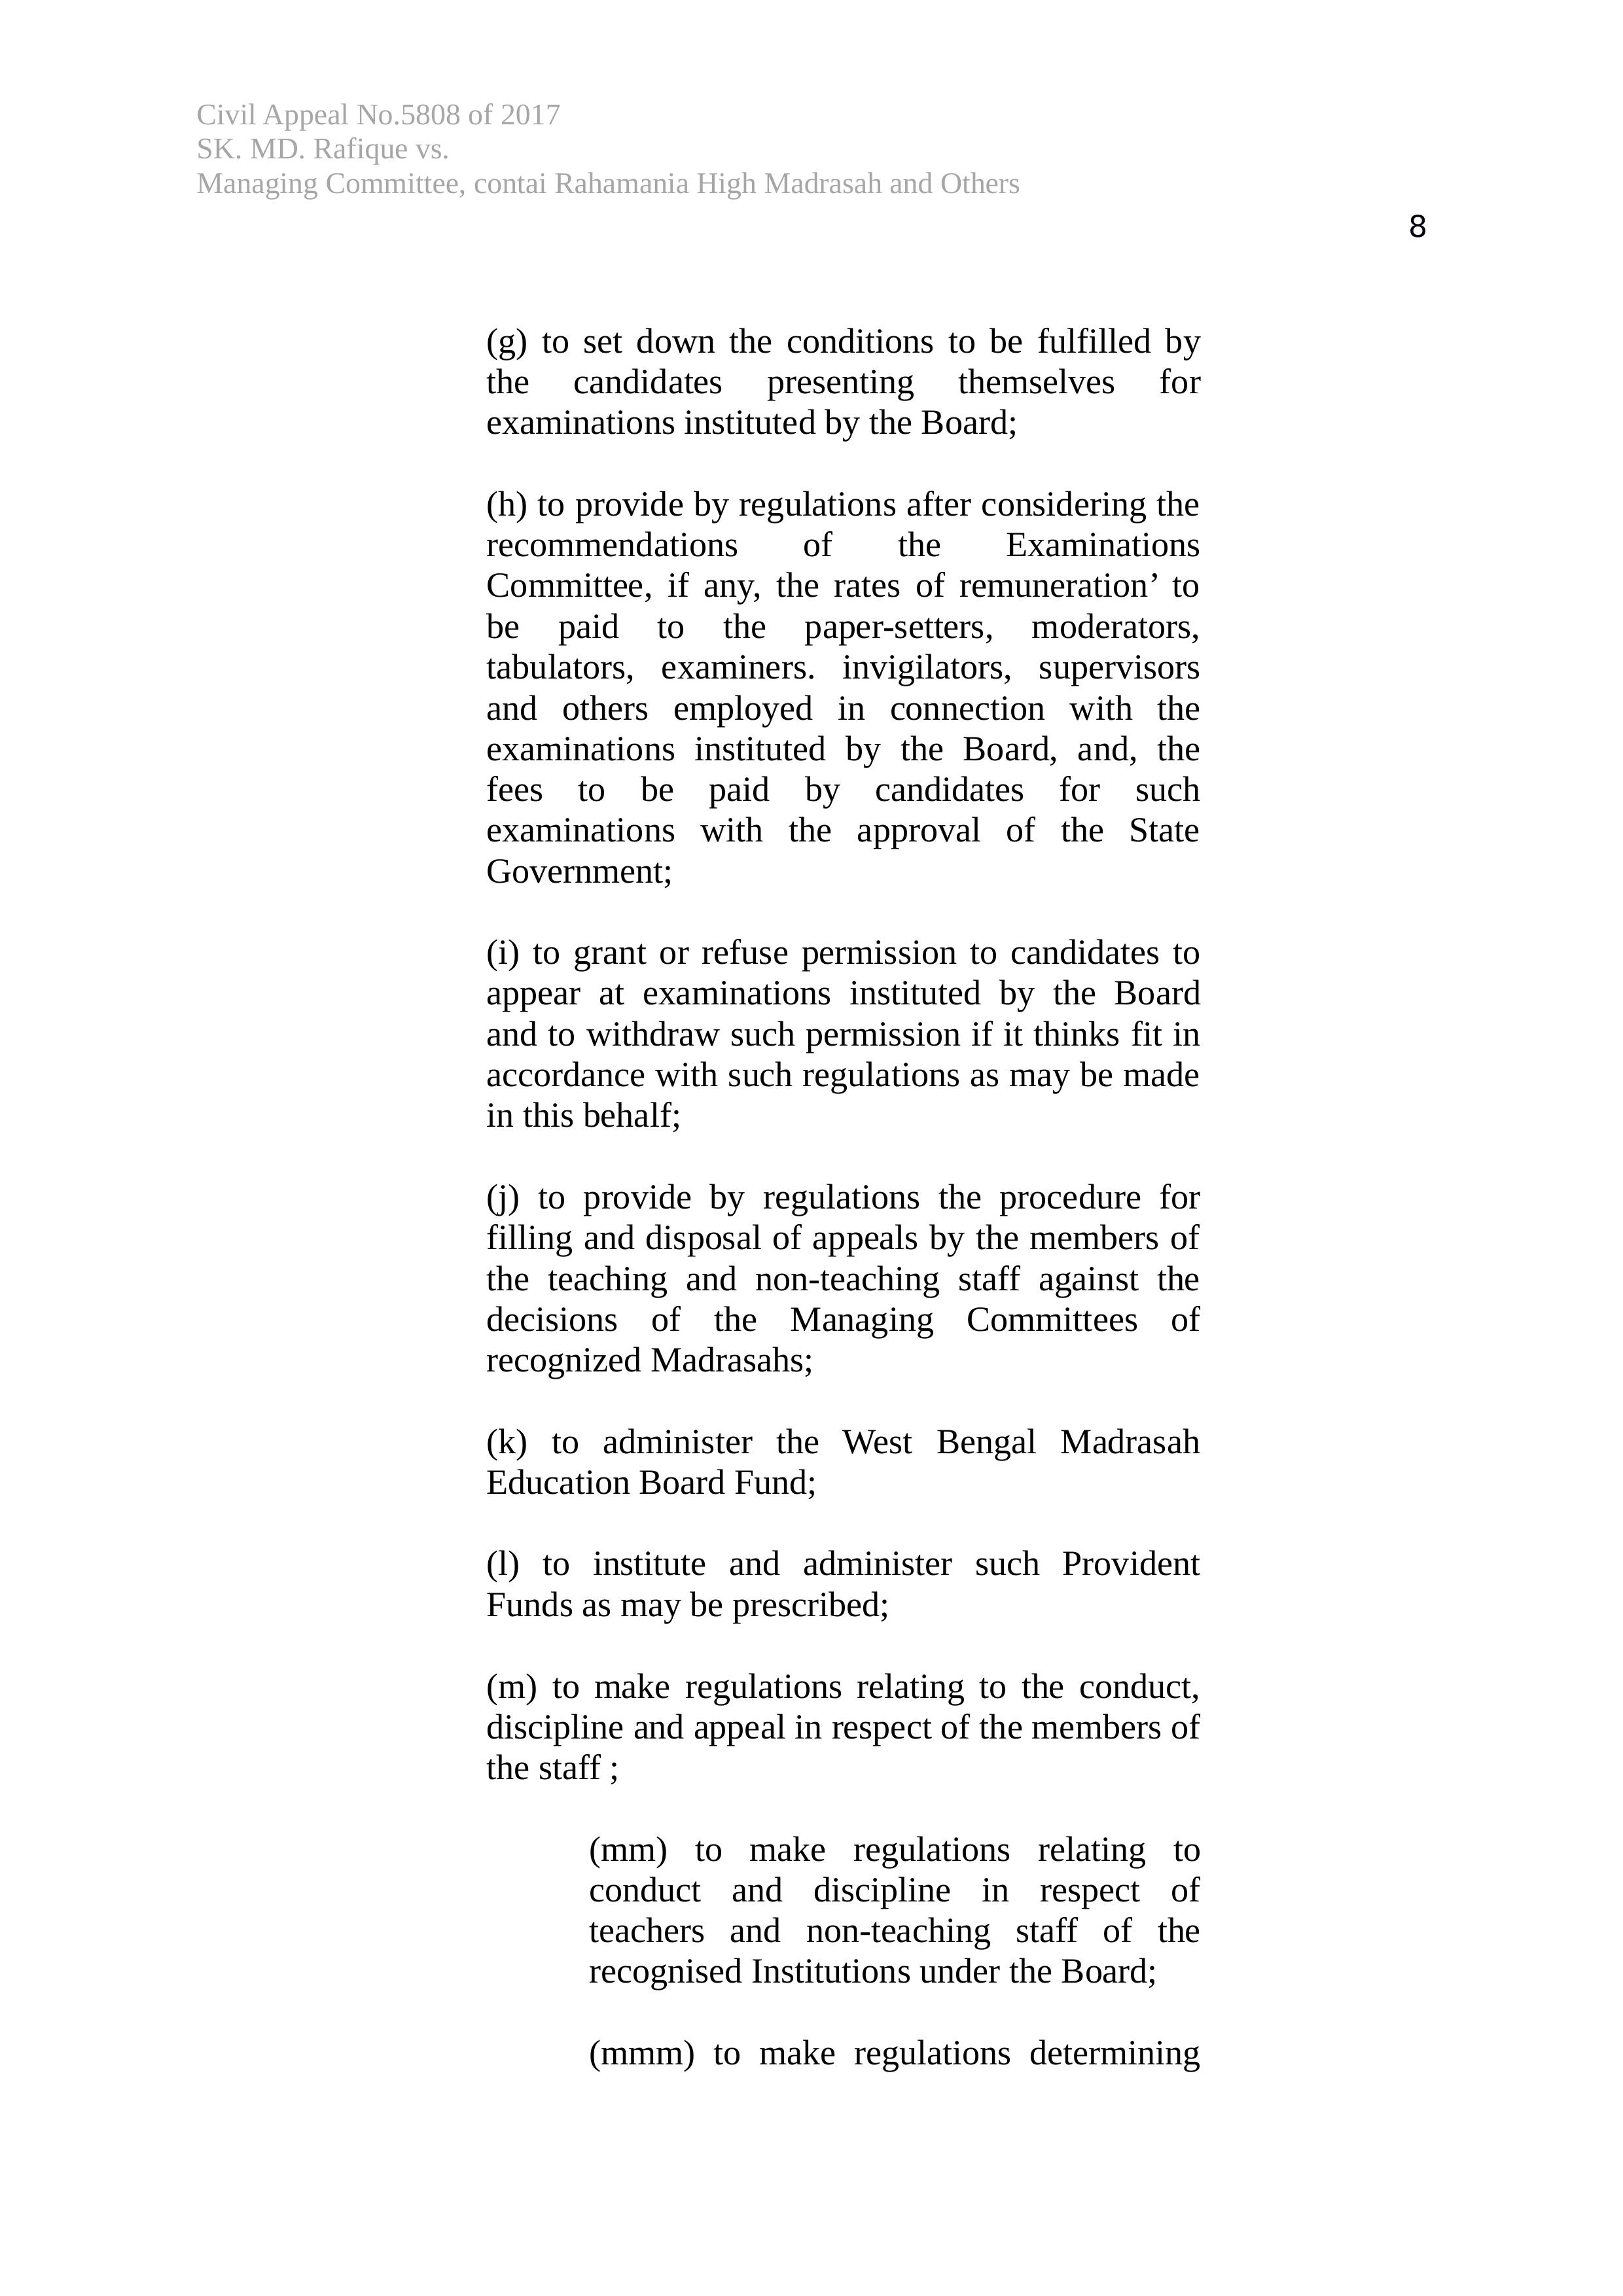 Civil Appeal No.5808 of 2017
SK. MD. Rafique vs.
Managing Committee, contai Rahamania High Madrasah and Others
8
(g) to set down the conditions to be fulfilled by
the candidates presenting themselves for
examinations instituted by the Board;
(h) to provide by regulations after considering the
recommendations of the Examinations
Committee, if any, the rates of remuneration’ to
be paid to the paper-setters, moderators,
tabulators, examiners. invigilators, supervisors
and others employed in connection with the
examinations instituted by the Board, and, the
fees to be paid by candidates for such
examinations with the approval of the State
Government;
(i) to grant or refuse permission to candidates to
appear at examinations instituted by the Board
and to withdraw such permission if it thinks fit in
accordance with such regulations as may be made
in this behalf;
(j) to provide by regulations the procedure for
filling and disposal of appeals by the members of
the teaching and non-teaching staff against the
decisions of the Managing Committees of
recognized Madrasahs;
(k) to administer the West Bengal Madrasah
Education Board Fund;
(l) to institute and administer such Provident
Funds as may be prescribed;
(m) to make regulations relating to the conduct,
discipline and appeal in respect of the members of
the staff ;
(mm) to make regulations relating to
conduct and discipline in respect of
teachers and non-teaching staff of the
recognised Institutions under the Board;
(mmm) to make regulations determining